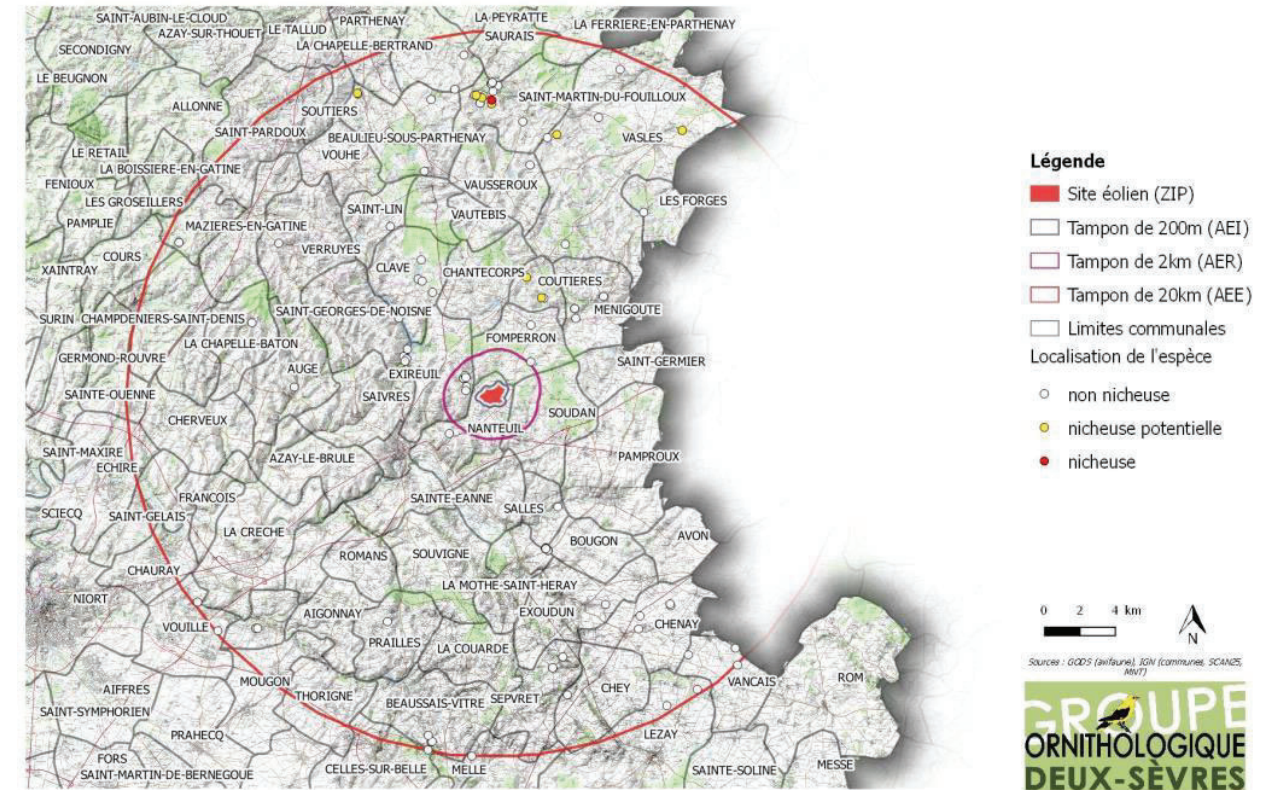 SAINT-AUBIN-LE-CLOUD
AZAY-SUR-THOUET
LE TALLUD
PARTHENAY
LA PEYRATTE
LA FERRIERE-EN-PARTHENAY
SECONDIGNY
LA CHAPELLE-BERTRAND
SAURAIS
LE BEUGNON
ALLONNE
SOUTIERS
SAINT-MARTIN-DU-FOUILLOUX
SAINT-PARDOUX
BEAULIEU-SOUS-PARTHENAY
VASLES
LE RETAIL
VOUHE
LA BOISSIERE-EN-GATINE
FENIOUX
VAUSSEROUX
LES GROSEILLERS
SAINT-LIN
VAUTEBIS
LES FORGES
PAMPLIE
MAZIERES-EN-GATINE
VERRUYES
COURS
XAINTRAY
CLAVE
CHANTECORPS
COUTIERES
SURIN
CHAMPDENIERS-SAINT-DENIS
SAINT-GEORGES-DE-NOISNE
MENIGOUTE
LA CHAPELLE-BATON
FOMPERRON
GERMOND-ROUVRE
AUGE
EXIREUIL
SAINT-GERMIER
SAINTE-OUENNE
SAIVRES
CHERVEUX
SOUDAN
NANTEUIL
SAINT-MAXIRE
ECHIRE
AZAY-LE-BRULE
PAMPROUX
FRANCOIS
SAINTE-EANNE
SCIECQ
SAINT-GELAIS
SALLES
LA CRECHE
BOUGON
AVON
ROMANS
SOUVIGNE
CHAURAY
LA MOTHE-SAINT-HERAY
NIORT
AIGONNAY
EXOUDUN
VOUILLE
CHENAY
PRAILLES
LA COUARDE
MOUGON
THORIGNE
AIFFRES
BEAUSSAIS-VITRE
SEPVRET
CHEY
VANCAIS
ROM
SAINT-SYMPHORIEN
PRAHECQ
LEZAY
FORS
SAINT-MARTIN-DE-BERNEGOUE
CELLES-SUR-BELLE
MELLE
SAINTE-SOLINE
MESSE
Légende
Site éolien (ZIP)
Tampon de 200m (AEI)
Tampon de 2km (AER)
Tampon de 20km (AEE)
Limites communales
Localisation de l'espèce
non nicheuse
nicheuse potentielle
nicheuse
0 2 4 km
N
Sources : GODS (avifaune), IGN (communes, SCAN25,
MNT)
GROUPE
ORNITHOLOGIQUE
DEUX-SÈVRES